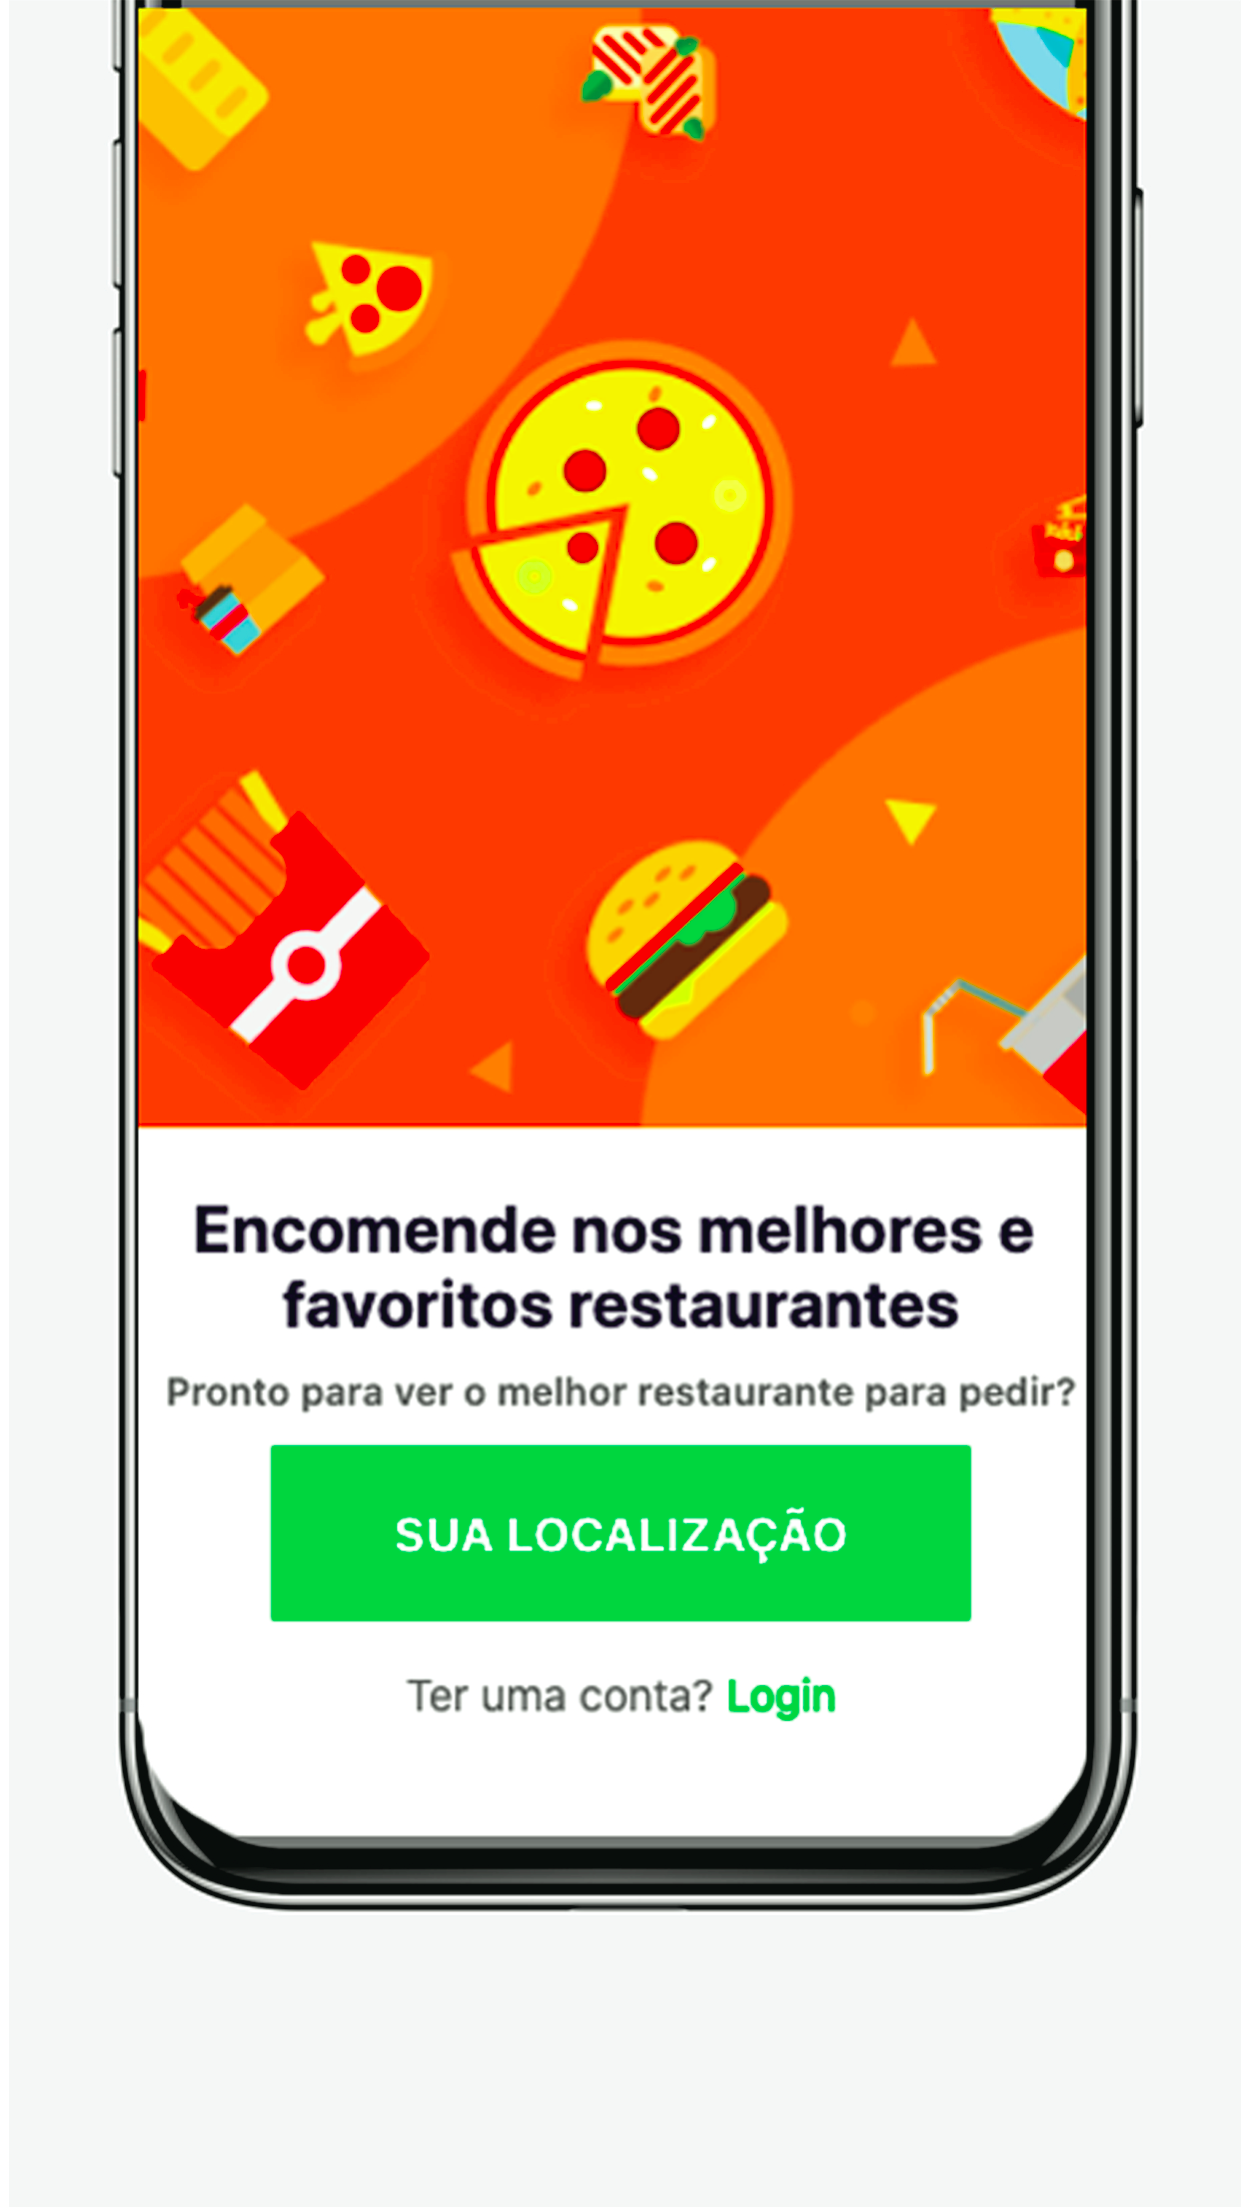 Encomende nos melhores e
favoritos restaurantes
Pronto para ver o melhor restaurante para pedir?
SUA LOCALIZAÇÃO
Ter uma conta? Login